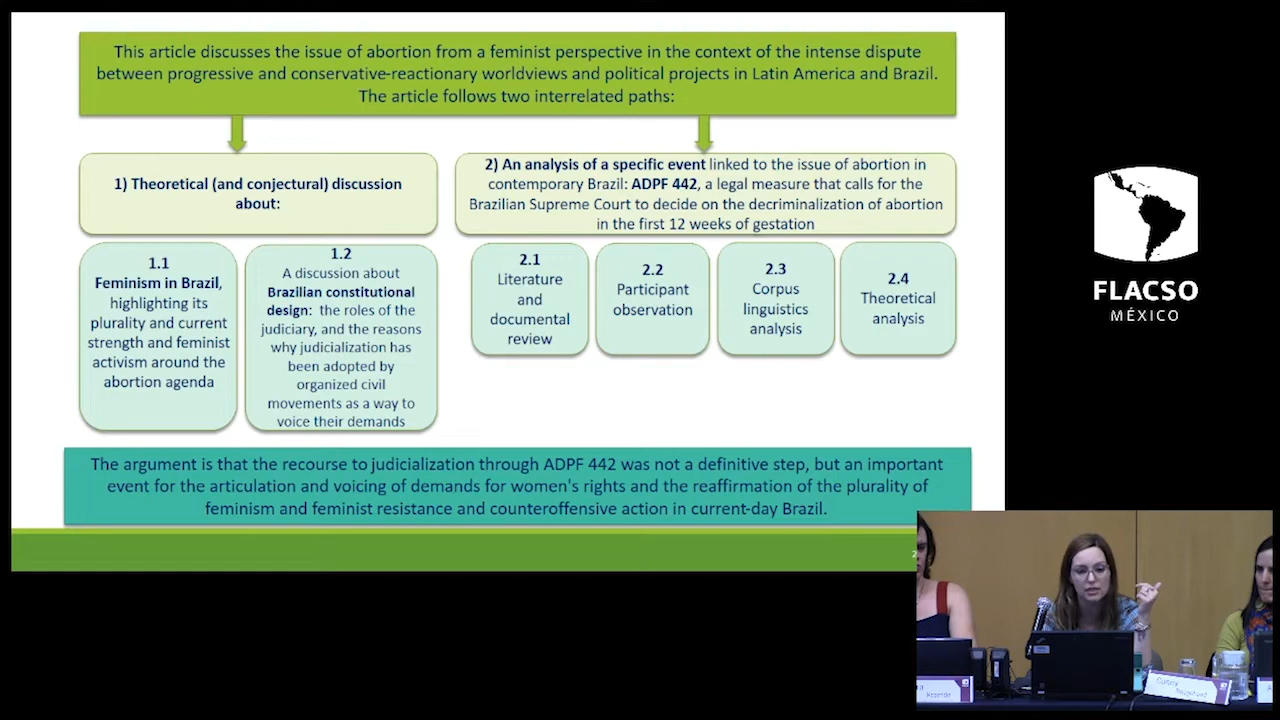 This article discusses the issue of abortion from a feminist perspective in the context of the intense dispute
between progressive and conservative-reactionary worldviews and political projects in Latin America and Brazil.
The article follows two interrelated paths:
1) Theoretical (and conjectural) discussion
about:
2) An analysis of a specific event linked to the issue of abortion in
contemporary Brazil: ADPF 442, a legal measure that calls for the
Brazilian Supreme Court to decide on the decriminalization of abortion
in the first 12 weeks of gestation
1.1
Feminism in Brazil,
highlighting its
plurality and current
strength and feminist
activism around the
abortion agenda
1.2
A discussion about
Brazilian constitutional
design: the roles of the
judiciary, and the reasons
why judicialization has
been adopted by
organized civil
movements as a way to
voice their demands
2.1
Literature
and
documental
review
2.2
Participant
observation
2.3
Corpus
linguistics
analysis
2.4
Theoretical
analysis
The argument is that the recourse to judicialization through ADPF 442 was not a definitive step, but an important
event for the articulation and voicing of demands for women's rights and the reaffirmation of the plurality of
feminism and feminist resistance and counteroffensive action in current-day Brazil.
2
FLACSO
MÉXICO